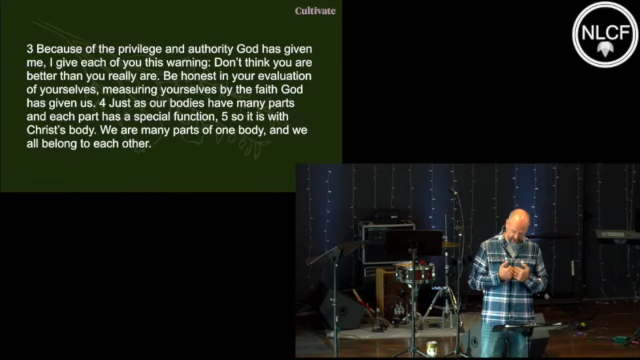 Cultivate
NLCF
3 Because of the privilege and authority God has given
me, I give each of you this warning: Don't think you are
better than you really are. Be honest in your evaluation
of yourselves, measuring yourselves by the faith God
has given us. 4 Just as our bodies have many parts
and each part has a special function, 5 so it is with
Christ's body. We are many parts of one body, and we
all belong to each other.